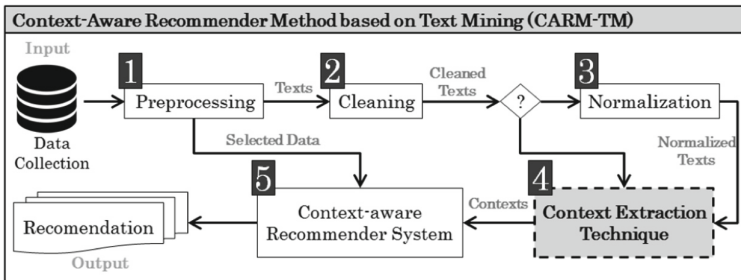 Context-Aware Recommender Method based on Text Mining (CARM-TM)
Input
1
2
3
Preprocessing
Texts
Cleaning
Cleaned
Texts
?
Normalization
Data
Collection
Selected Data
Normalized
Texts
5
4
Recomendation
Context-aware
Recommender System
Contexts
Context Extraction
Technique
Output